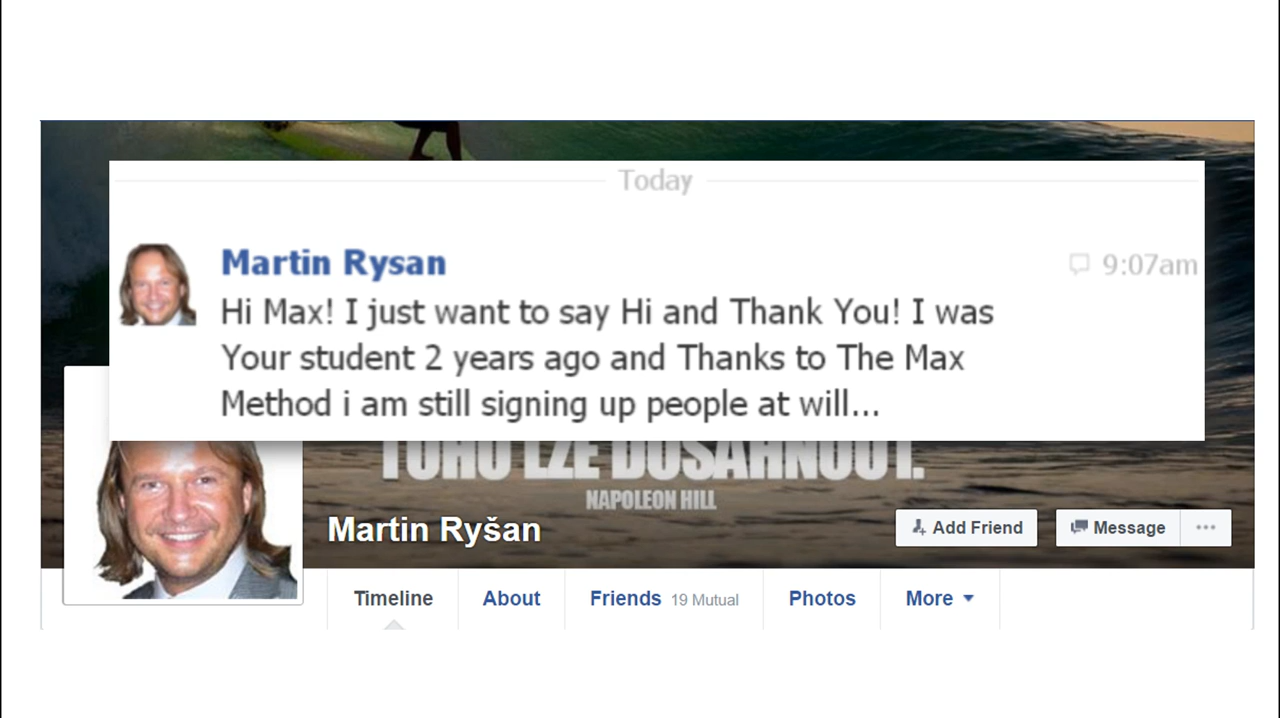 Today
Martin Rysan
9:07am
Hi Max! I just want to say Hi and Thank You! I was
Your student 2 years ago and Thanks to The Max
Method i am still signing up people at will...
TOHO LZE DOSÁHNOUT.
NAPOLEON HILL
Martin Ryšan
Add Friend
Message
Timeline
About
Friends 19 Mutual
Photos
More